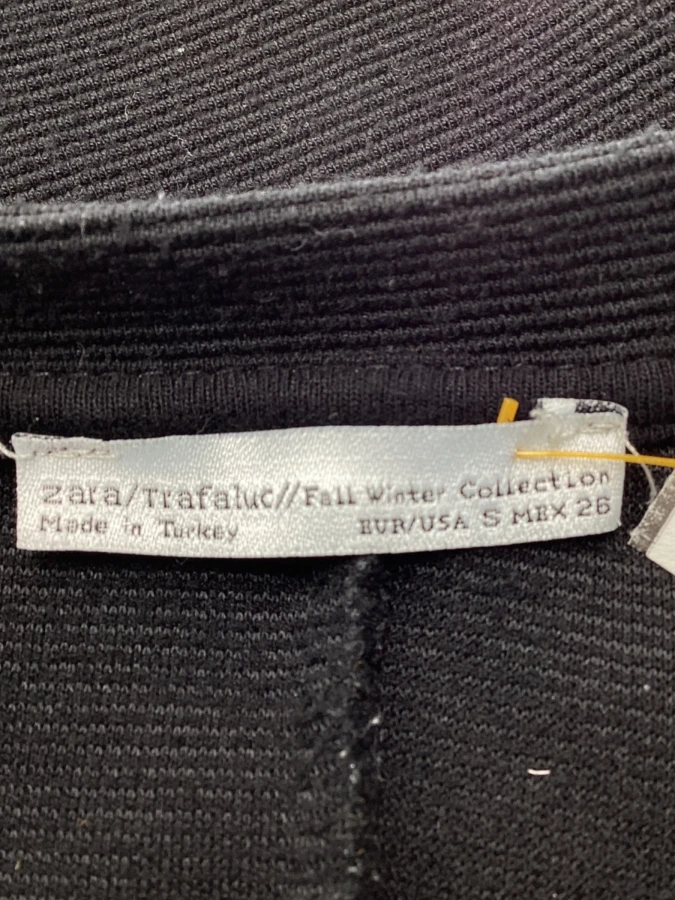 zara/Trafaluc//Fall Winter Collection
Made in Turkey EUR/USA S MEX 26